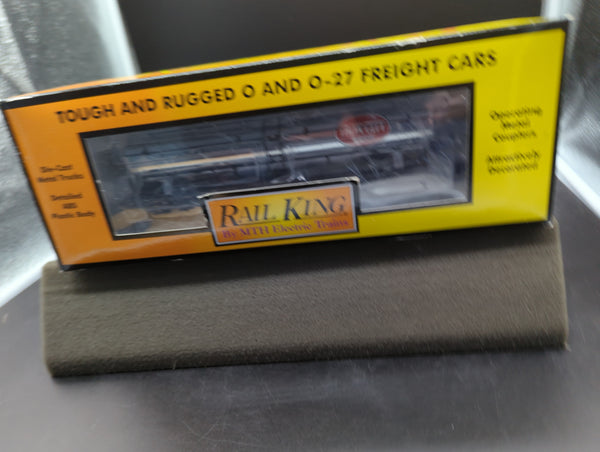 TOUGH AND RUGGED O AND O-27 FREIGHT CARS
Die-Cast
Metal Trucks
Detailed
ABS
Plastic Body
Operating
Metal
Couplers
Attractively
Decorated
RAIL KING
By MTH Electric Trains